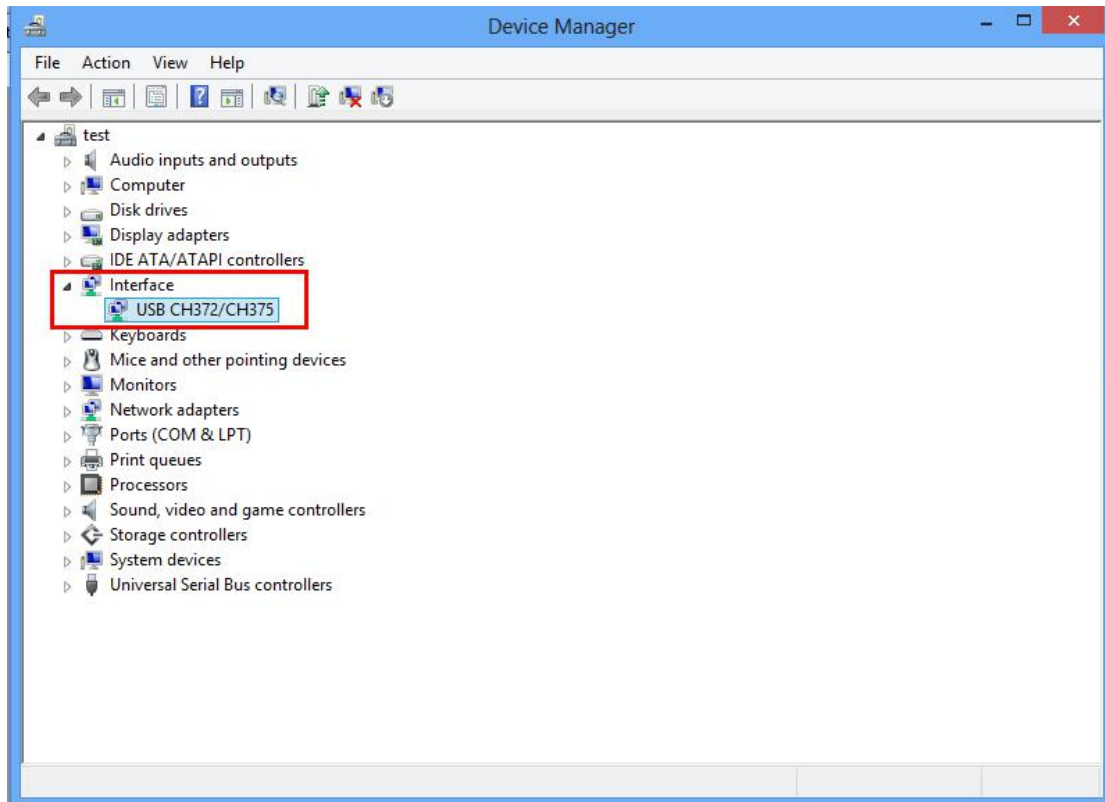 Device Manager
File Action View Help
test
Audio inputs and outputs
Computer
Disk drives
Display adapters
IDE ATA/ATAPI controllers
Interface
USB CH372/CH375
Keyboards
Mice and other pointing devices
Monitors
Network adapters
Ports (COM & LPT)
Print queues
Processors
Sound, video and game controllers
Storage controllers
System devices
Universal Serial Bus controllers